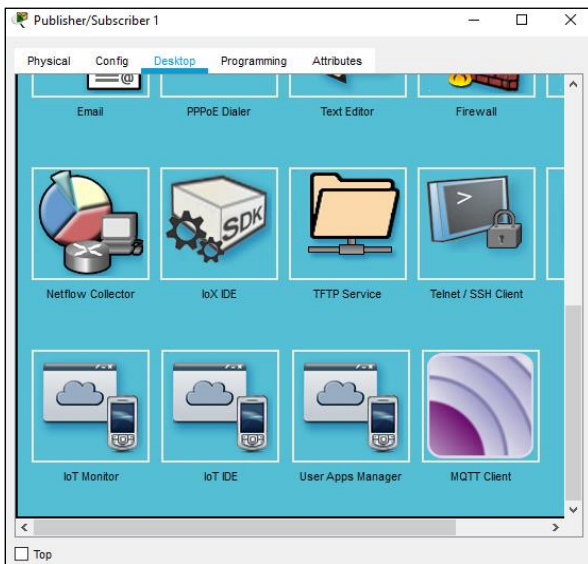 Publisher/Subscriber 1
Physical Config Desktop Programming Attributes
Email PPPoE Dialer Text Editor Firewall
SDK
>
Netflow Collector IoX IDE TFTP Service Telnet / SSH Client
IoT Monitor IoT IDE User Apps Manager MQTT Client
Top